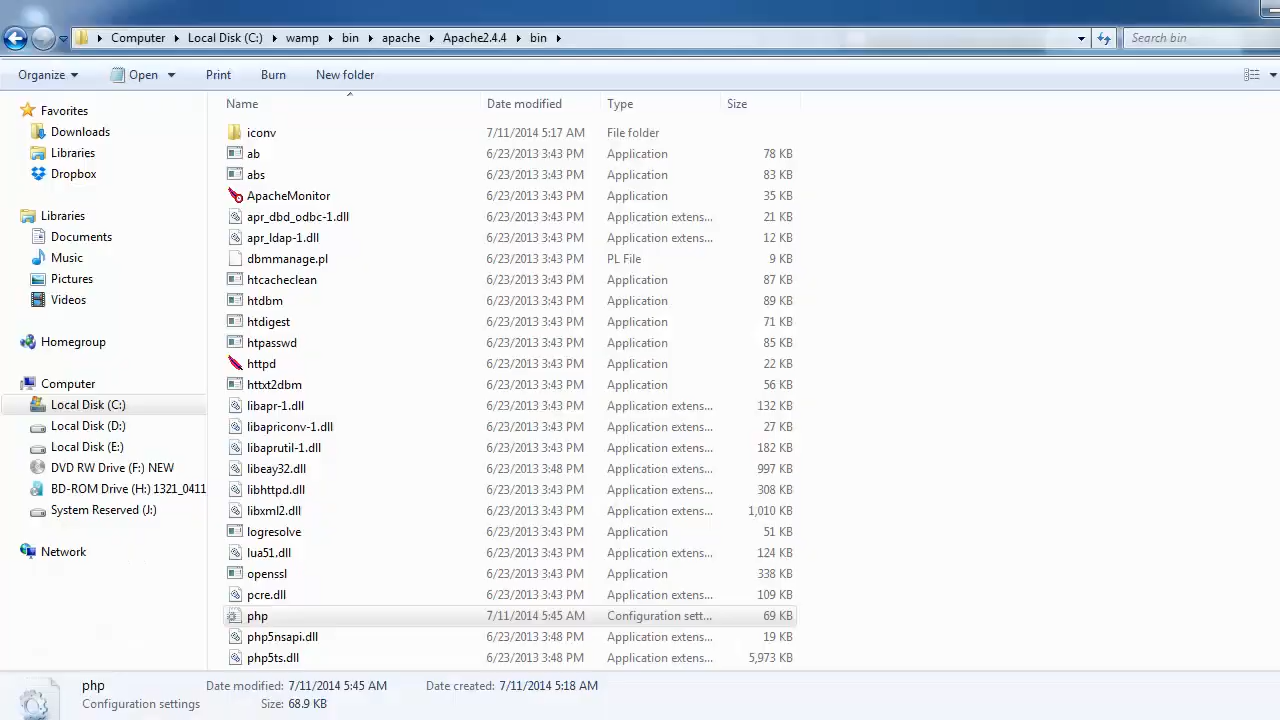 Computer Local Disk (C:) wamp bin apache Apache2.4.4 bin Search bin
Organize Open Print Burn New folder
Name Date modified Type Size
Favorites
Downloads
Libraries
Dropbox
Libraries
Documents
Music
Pictures
Videos
Homegroup
Computer
Local Disk (C:)
Local Disk (D:)
Local Disk (E:)
DVD RW Drive (F:) NEW
BD-ROM Drive (H:) 1321_0411
System Reserved (J:)
Network
iconv 7/11/2014 5:17 AM File folder
ab 6/23/2013 3:43 PM Application 78 KB
abs 6/23/2013 3:43 PM Application 83 KB
ApacheMonitor 6/23/2013 3:43 PM Application 35 KB
apr_dbd_odbc-1.dll 6/23/2013 3:43 PM Application extens... 21 KB
apr_ldap-1.dll 6/23/2013 3:43 PM Application extens... 12 KB
dbmmanage.pl 6/23/2013 3:43 PM PL File 9 KB
htcacheclean 6/23/2013 3:43 PM Application 87 KB
htdbm 6/23/2013 3:43 PM Application 89 KB
htdigest 6/23/2013 3:43 PM Application 71 KB
htpasswd 6/23/2013 3:43 PM Application 85 KB
httpd 6/23/2013 3:43 PM Application 22 KB
httxt2dbm 6/23/2013 3:43 PM Application 56 KB
libapr-1.dll 6/23/2013 3:43 PM Application extens... 132 KB
libapriconv-1.dll 6/23/2013 3:43 PM Application extens... 27 KB
libaprutil-1.dll 6/23/2013 3:43 PM Application extens... 182 KB
libeay32.dll 6/23/2013 3:48 PM Application extens... 997 KB
libhttpd.dll 6/23/2013 3:43 PM Application extens... 308 KB
libxml2.dll 6/23/2013 3:43 PM Application extens... 1,010 KB
logresolve 6/23/2013 3:43 PM Application 51 KB
lua51.dll 6/23/2013 3:43 PM Application extens... 124 KB
openssl 6/23/2013 3:43 PM Application 338 KB
pcre.dll 6/23/2013 3:43 PM Application extens... 109 KB
php 7/11/2014 5:45 AM Configuration sett... 69 KB
php5nsapi.dll 6/23/2013 3:48 PM Application extens... 19 KB
php5ts.dll 6/23/2013 3:48 PM Application extens... 5,973 KB
php Date modified: 7/11/2014 5:45 AM Date created: 7/11/2014 5:18 AM
Configuration settings Size: 68.9 KB